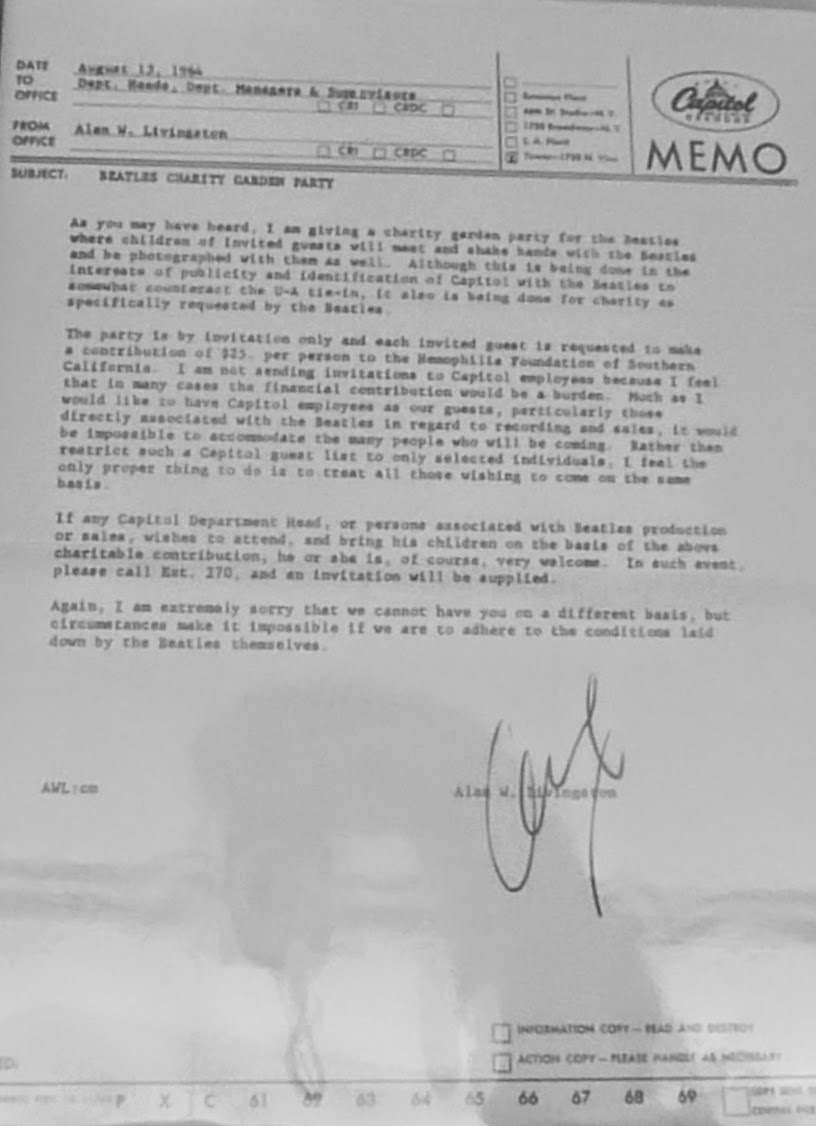 DATE August 13, 1964
TO Dept. Heads, Dept. Managers & Supervisors
OFFICE CRI CRDC
FROM Alan W. Livingston
OFFICE CRI CRDC
1750 Broadway—N.Y.
L.A. Plant
Capitol
RECORDS
MEMO
SUBJECT: BEATLES CHARITY GARDEN PARTY
As you may have heard, I am giving a charity garden party for the Beatles
where children of invited guests will meet and shake hands with the Beatles
and be photographed with them as well. Although this is being done in the
interests of publicity and identification of Capitol with the Beatles to
somewhat counteract the U-A tie-in, it also is being done for charity as
specifically requested by the Beatles.
The party is by invitation only and each invited guest is requested to make
a contribution of $25. per person to the Hemophilia Foundation of Southern
California. I am not sending invitations to Capitol employees because I feel
that in many cases the financial contribution would be a burden. Much as I
would like to have Capitol employees as our guests, particularly those
directly associated with the Beatles in regard to recording and sales, it would
be impossible to accommodate the many people who will be coming. Rather than
restrict such a Capitol guest list to only selected individuals, I feel the
only proper thing to do is to treat all those wishing to come on the same
basis.
If any Capitol Department Head, or persons associated with Beatles production
or sales, wishes to attend, and bring his children on the basis of the above
charitable contribution, he or she is, of course, very welcome. In such event,
please call Ext. 270, and an invitation will be supplied.
Again, I am extremely sorry that we cannot have you on a different basis, but
circumstances make it impossible if we are to adhere to the conditions laid
down by the Beatles themselves.
AWL:cm
Alan W. Livingston
INFORMATION COPY — READ AND DESTROY
ACTION COPY — PLEASE HANDLE AS NECESSARY
P X C 61 62 63 64 65 66 67 68 69